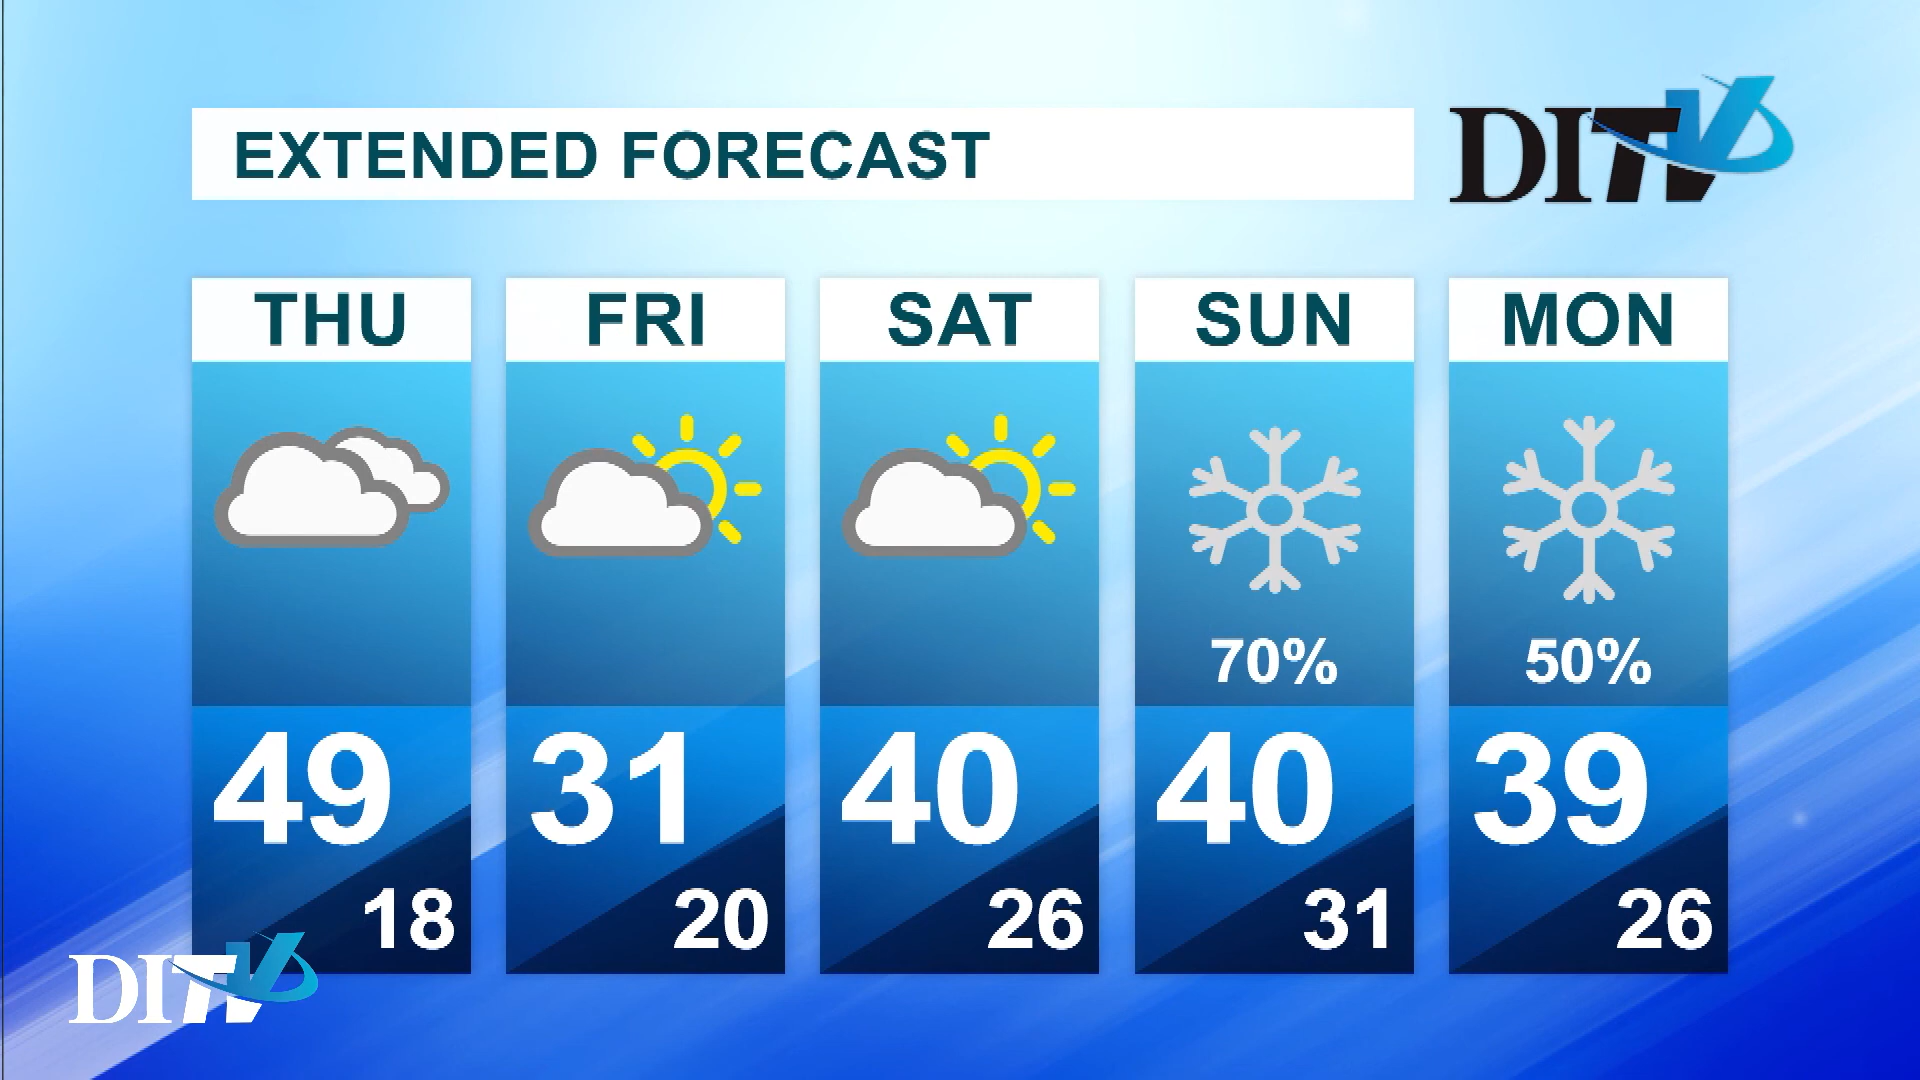 EXTENDED FORECAST
DITV
THU FRI SAT SUN MON
70% 50%
49 31 40 40 39
18 20 26 31 26
DITV